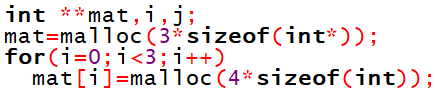 int **mat,i,j;
mat=malloc(3*sizeof(int*));
for(i=0;i<3;i++)
  mat[i]=malloc(4*sizeof(int));